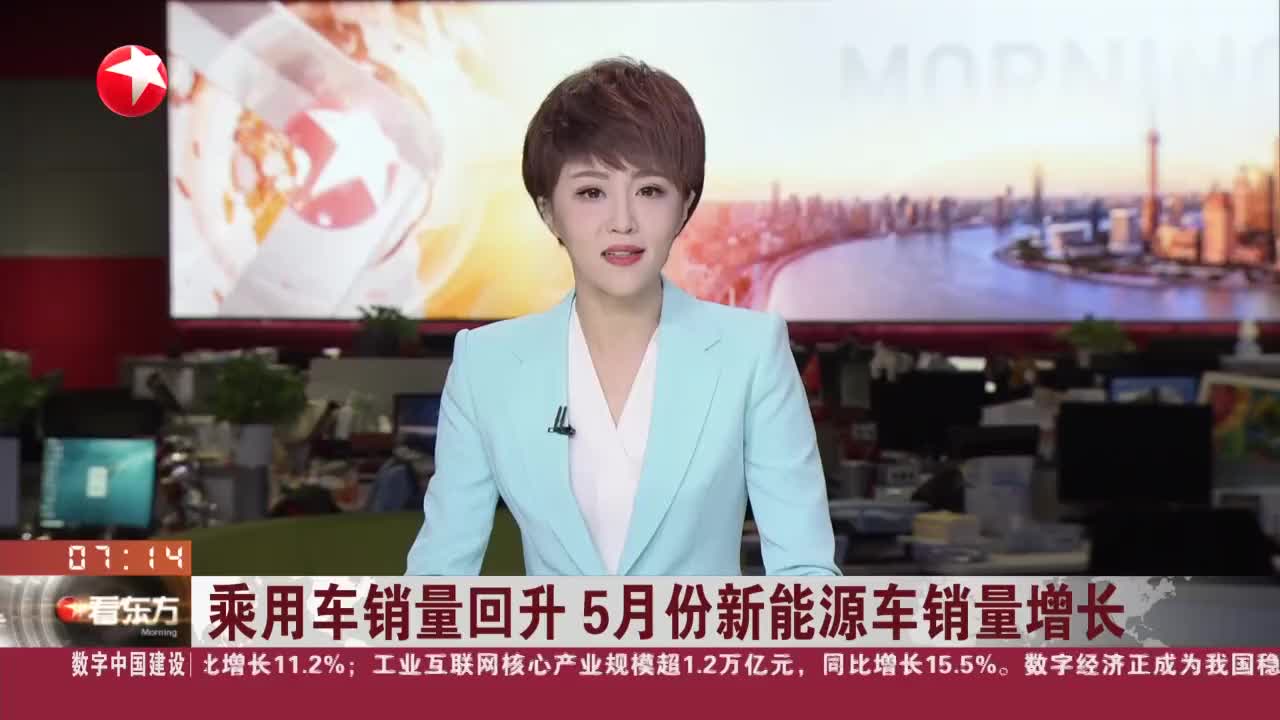 MORNING
07:14
看东方
Morning
乘用车销量回升 5月份新能源车销量增长
数字中国建设 比增长11.2%；工业互联网核心产业规模超1.2万亿元，同比增长15.5%。数字经济正成为我国稳